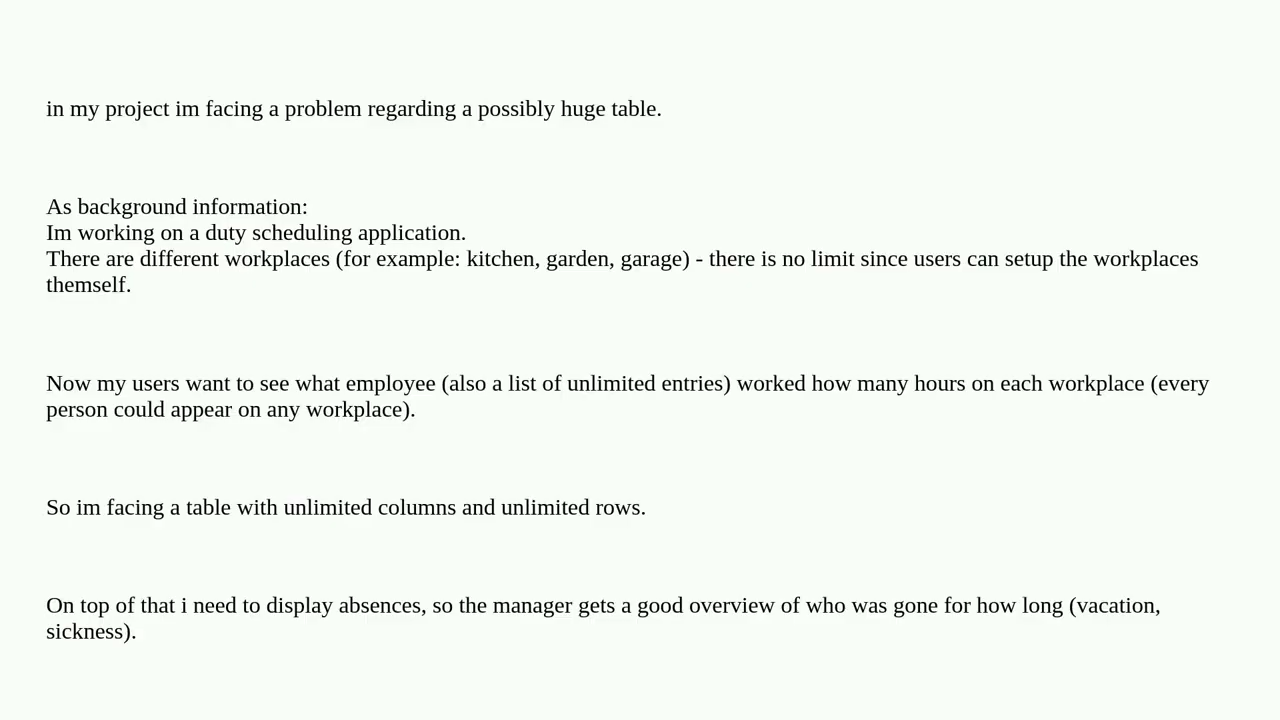 in my project im facing a problem regarding a possibly huge table.
As background information:
Im working on a duty scheduling application.
There are different workplaces (for example: kitchen, garden, garage) - there is no limit since users can setup the workplaces
themself.
Now my users want to see what employee (also a list of unlimited entries) worked how many hours on each workplace (every
person could appear on any workplace).
So im facing a table with unlimited columns and unlimited rows.
On top of that i need to display absences, so the manager gets a good overview of who was gone for how long (vacation,
sickness).